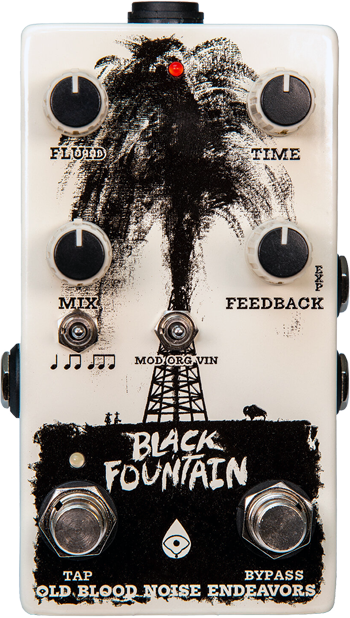 FLUID TIME
MIX FEEDBACK
EXP
MOD ORG VIN
BLACK
FOUNTAIN
TAP BYPASS
OLD BLOOD NOISE ENDEAVORS